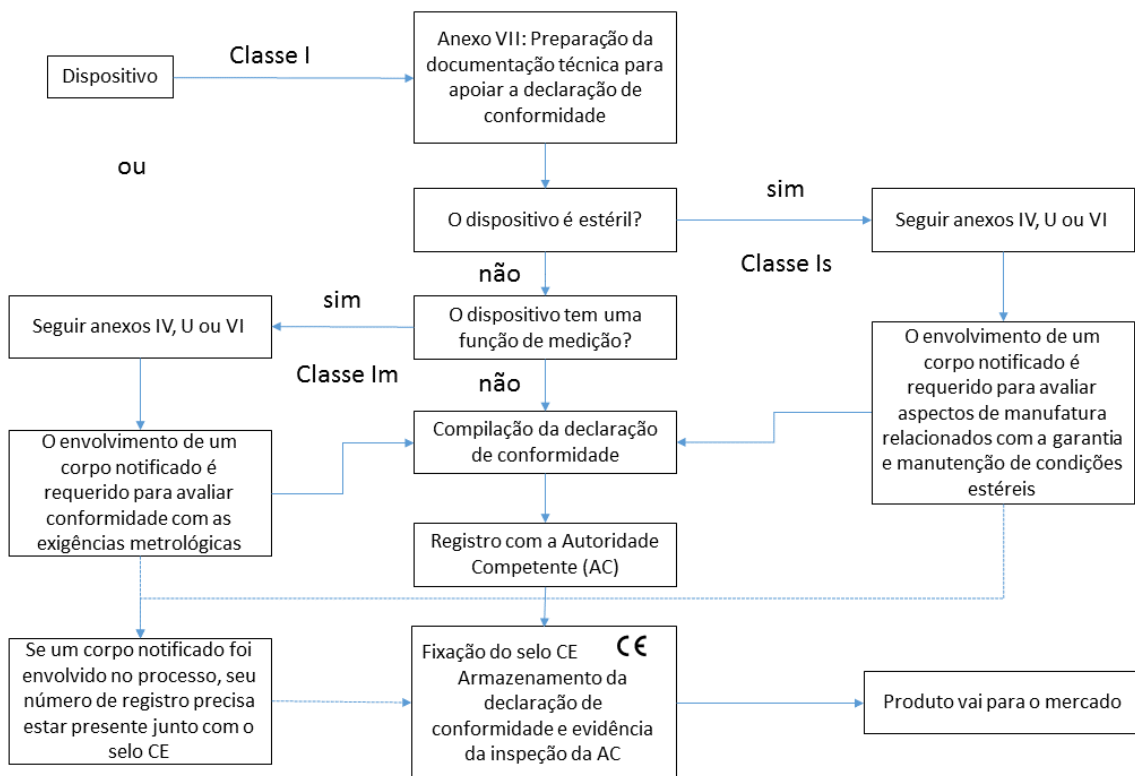 Dispositivo
Classe I
Anexo VII: Preparação da
documentação técnica para
apoiar a declaração de
conformidade
ou
O dispositivo é estéril?
sim
Seguir anexos IV, U ou VI
Classe Is
não
sim
Seguir anexos IV, U ou VI
O dispositivo tem uma
função de medição?
Classe Im
não
O envolvimento de um
corpo notificado é
requerido para avaliar
aspectos de manufatura
relacionados com a garantia
e manutenção de condições
estéreis
Compilação da declaração
de conformidade
O envolvimento de um
corpo notificado é
requerido para avaliar
conformidade com as
exigências metrológicas
Registro com a Autoridade
Competente (AC)
Se um corpo notificado foi
envolvido no processo, seu
número de registro precisa
estar presente junto com o
selo CE
Fixação do selo CE CE
Armazenamento da
declaração de
conformidade e evidência
da inspeção da AC
Produto vai para o mercado